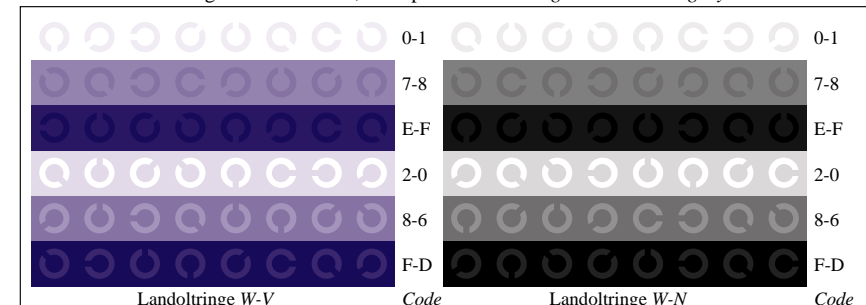 0-1 0-1
7-8 7-8
E-F E-F
2-0 2-0
8-6 8-6
F-D F-D
Landoltringe W-V Code Landoltringe W-N Code